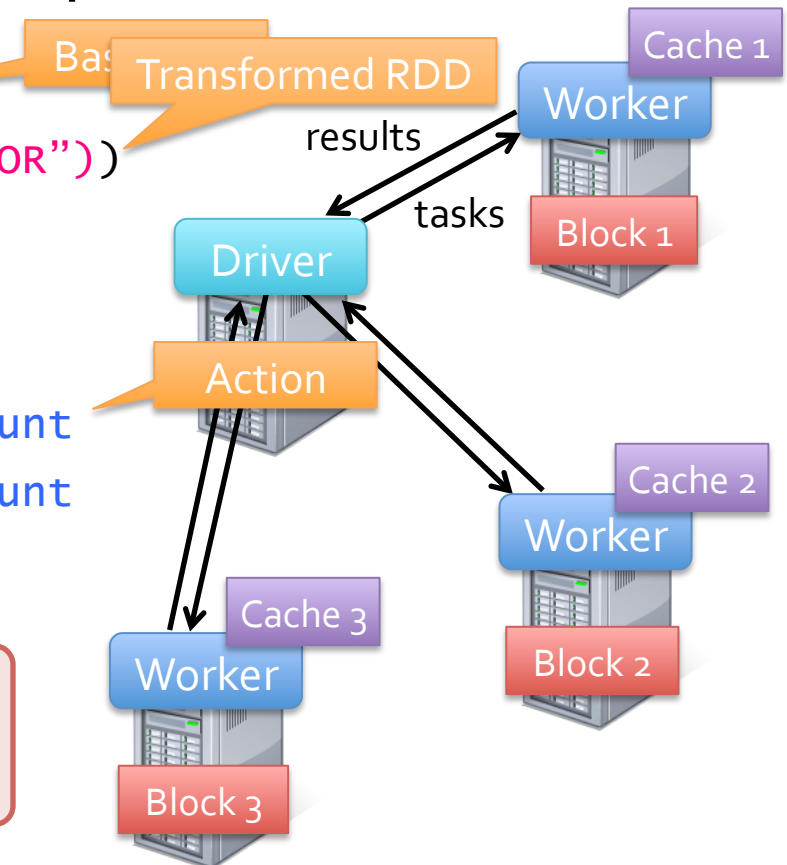 Bas
Transformed RDD
Cache 1
Worker
OR"))
results
tasks
Block 1
Driver
Action
unt
unt
Cache 2
Worker
Cache 3
Worker
Block 2
Block 3